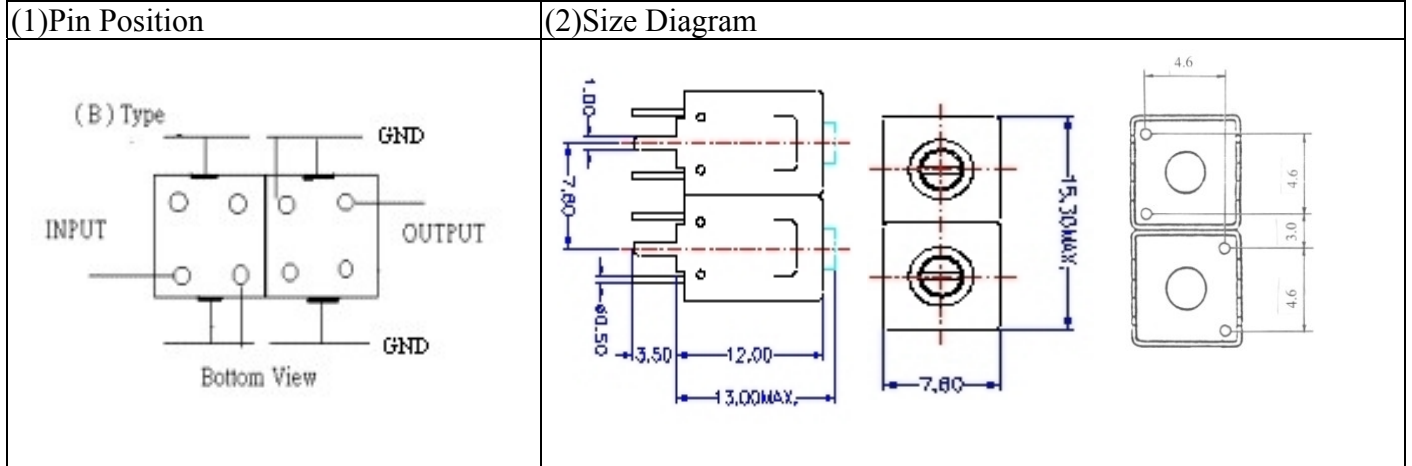 (1)Pin Position
(2)Size Diagram
(B) Type
GND
INPUT
OUTPUT
GND
Bottom View
1.00
7.60
ø0.50
3.50
12.00
13.00MAX.
7.60
15.30MAX.
4.6
4.6
3.0
4.6